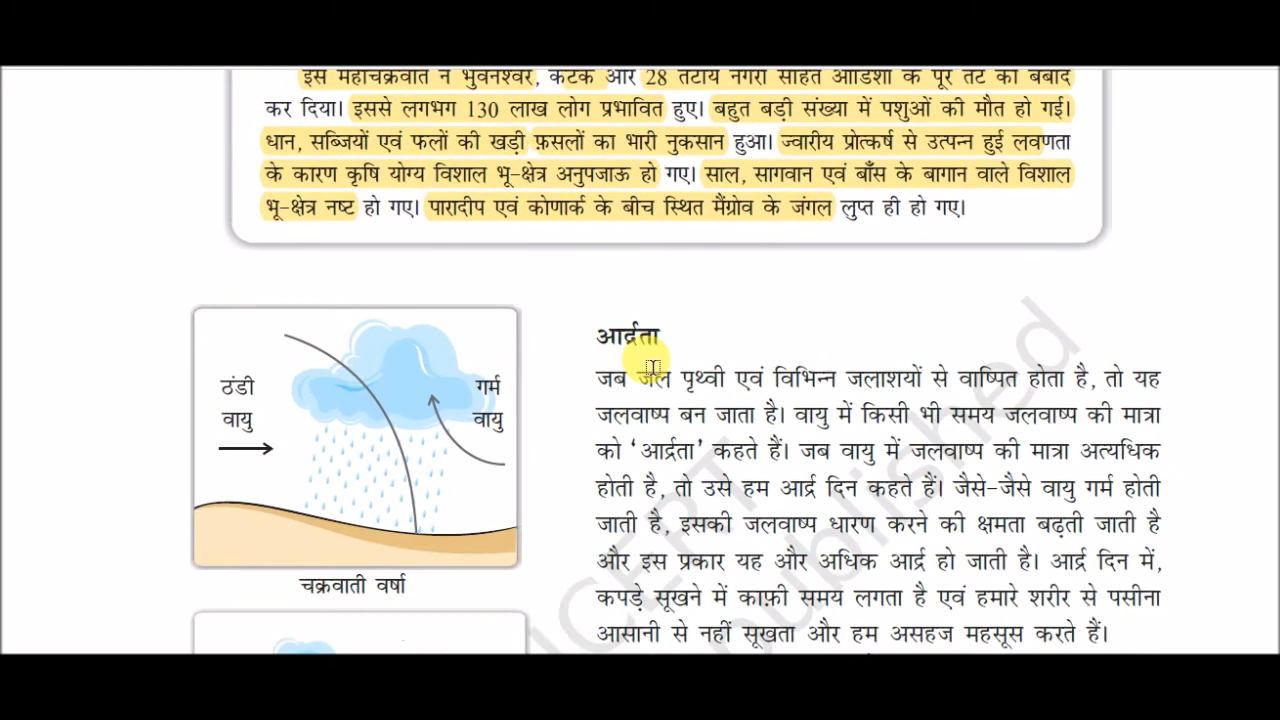 इस महाचक्रवात ने भुवनेश्वर, कटक और 28 तटीय नगरों सहित ओडिशा के पूरे तट को बर्बाद
कर दिया। इससे लगभग 130 लाख लोग प्रभावित हुए। बहुत बड़ी संख्या में पशुओं की मौत हो गई।
धान, सब्जियों एवं फलों की खड़ी फ़सलों का भारी नुकसान हुआ। ज्वारीय प्रोत्कर्ष से उत्पन्न हुई लवणता
के कारण कृषि योग्य विशाल भू-क्षेत्र अनुपजाऊ हो गए। साल, सागवान एवं बाँस के बागान वाले विशाल
भू-क्षेत्र नष्ट हो गए। पारादीप एवं कोणार्क के बीच स्थित मैंग्रोव के जंगल लुप्त ही हो गए।
ठंडी
वायु
गर्म
वायु
चक्रवाती वर्षा
आर्द्रता
जब जल पृथ्वी एवं विभिन्न जलाशयों से वाष्पित होता है, तो यह
जलवाष्प बन जाता है। वायु में किसी भी समय जलवाष्प की मात्रा
को ‘आर्द्रता’ कहते हैं। जब वायु में जलवाष्प की मात्रा अत्यधिक
होती है, तो उसे हम आर्द्र दिन कहते हैं। जैसे-जैसे वायु गर्म होती
जाती है, इसकी जलवाष्प धारण करने की क्षमता बढ़ती जाती है
और इस प्रकार यह और अधिक आर्द्र हो जाती है। आर्द्र दिन में,
कपड़े सूखने में काफ़ी समय लगता है एवं हमारे शरीर से पसीना
आसानी से नहीं सूखता और हम असहज महसूस करते हैं।